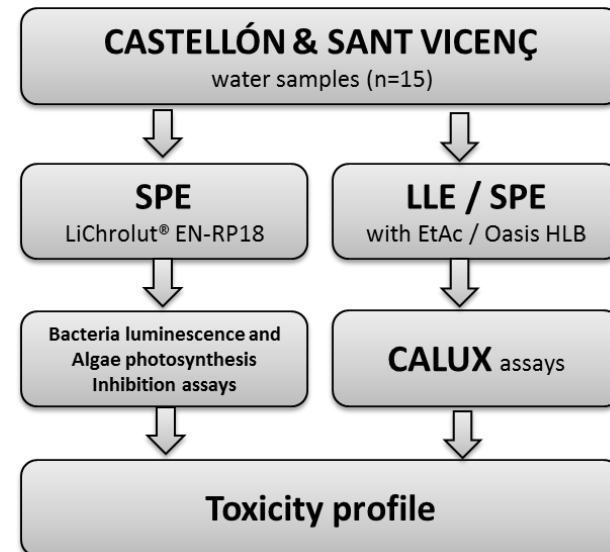 CASTELLÓN & SANT VICENÇ
water samples (n=15)
SPE
LiChrolut® EN-RP18
LLE / SPE
with EtAc / Oasis HLB
Bacteria luminescence and
Algae photosynthesis
Inhibition assays
CALUX assays
Toxicity profile